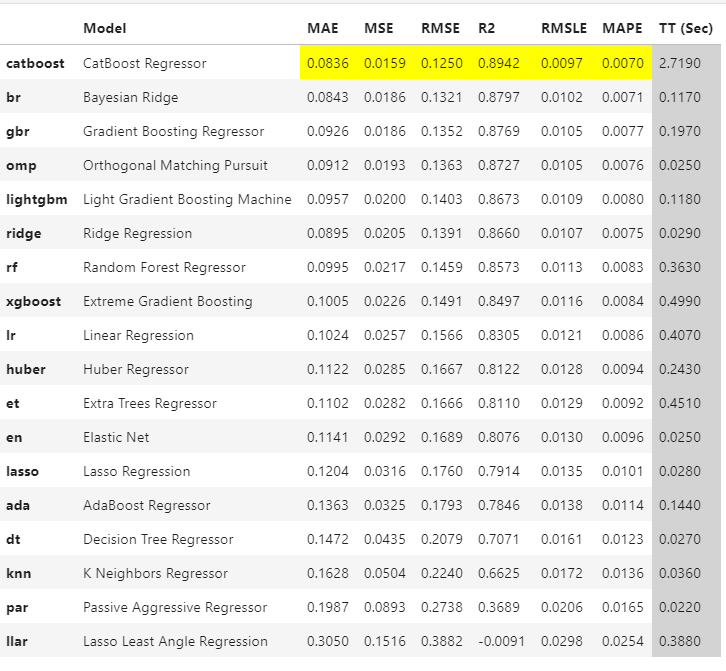 Model MAE MSE RMSE R2 RMSLE MAPE TT (Sec)
catboost CatBoost Regressor 0.0836 0.0159 0.1250 0.8942 0.0097 0.0070 2.7190
br Bayesian Ridge 0.0843 0.0186 0.1321 0.8797 0.0102 0.0071 0.1170
gbr Gradient Boosting Regressor 0.0926 0.0186 0.1352 0.8769 0.0105 0.0077 0.1970
omp Orthogonal Matching Pursuit 0.0912 0.0193 0.1363 0.8727 0.0105 0.0076 0.0250
lightgbm Light Gradient Boosting Machine 0.0957 0.0200 0.1403 0.8673 0.0109 0.0080 0.1180
ridge Ridge Regression 0.0895 0.0205 0.1391 0.8660 0.0107 0.0075 0.0290
rf Random Forest Regressor 0.0995 0.0217 0.1459 0.8573 0.0113 0.0083 0.3630
xgboost Extreme Gradient Boosting 0.1005 0.0226 0.1491 0.8497 0.0116 0.0084 0.4990
lr Linear Regression 0.1024 0.0257 0.1566 0.8305 0.0121 0.0086 0.4070
huber Huber Regressor 0.1122 0.0285 0.1667 0.8122 0.0128 0.0094 0.2430
et Extra Trees Regressor 0.1102 0.0282 0.1666 0.8110 0.0129 0.0092 0.4510
en Elastic Net 0.1141 0.0292 0.1689 0.8076 0.0130 0.0096 0.0250
lasso Lasso Regression 0.1204 0.0316 0.1760 0.7914 0.0135 0.0101 0.0280
ada AdaBoost Regressor 0.1363 0.0325 0.1793 0.7846 0.0138 0.0114 0.1440
dt Decision Tree Regressor 0.1472 0.0435 0.2079 0.7071 0.0161 0.0123 0.0270
knn K Neighbors Regressor 0.1628 0.0504 0.2240 0.6625 0.0172 0.0136 0.0360
par Passive Aggressive Regressor 0.1987 0.0893 0.2738 0.3689 0.0206 0.0165 0.0220
llar Lasso Least Angle Regression 0.3050 0.1516 0.3882 -0.0091 0.0298 0.0254 0.3880